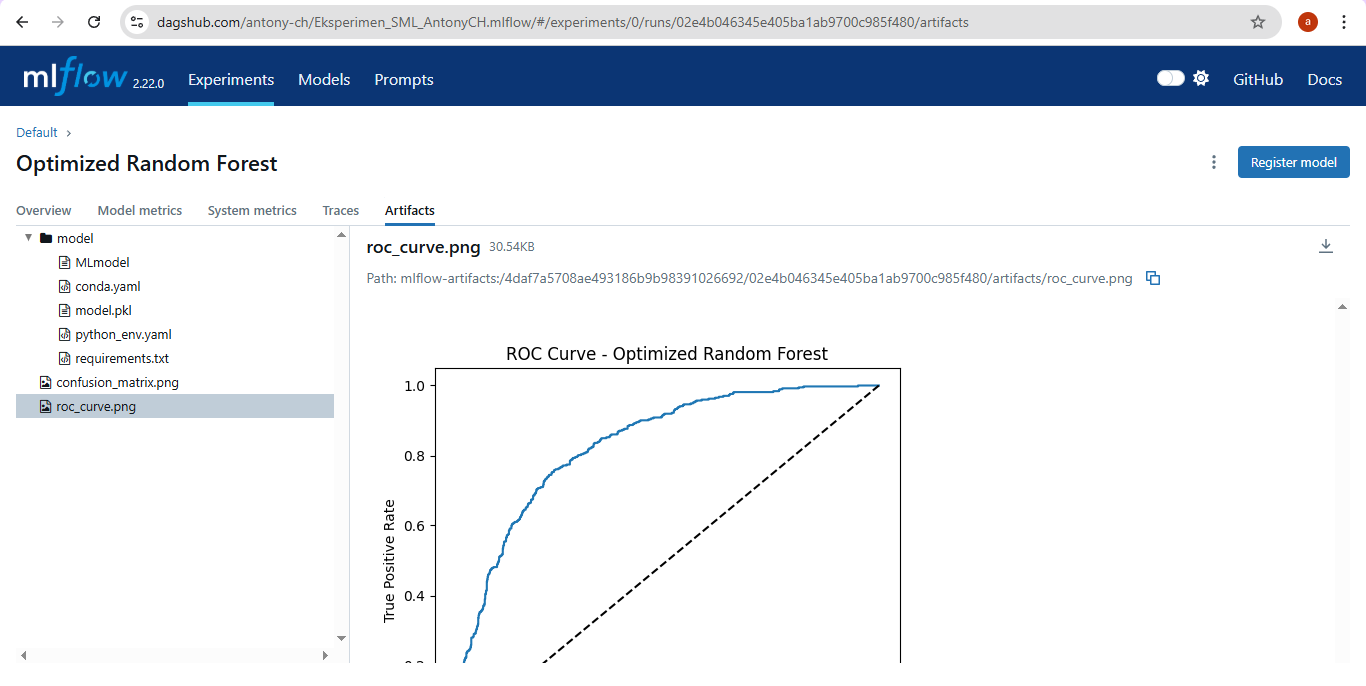 dagshub.com/antony-ch/Eksperimen_SML_AntonyCH.mlflow/#/experiments/0/runs/02e4b046345e405ba1ab9700c985f480/artifacts
a
mlflow 2.22.0 Experiments Models Prompts GitHub Docs
Default
Optimized Random Forest
Register model
Overview Model metrics System metrics Traces Artifacts
model
MLmodel
conda.yaml
model.pkl
python_env.yaml
requirements.txt
confusion_matrix.png
roc_curve.png
roc_curve.png 30.54KB
Path: mlflow-artifacts:/4daf7a5708ae493186b9b98391026692/02e4b046345e405ba1ab9700c985f480/artifacts/roc_curve.png
ROC Curve - Optimized Random Forest
1.0
0.8
0.6
0.4
True Positive Rate